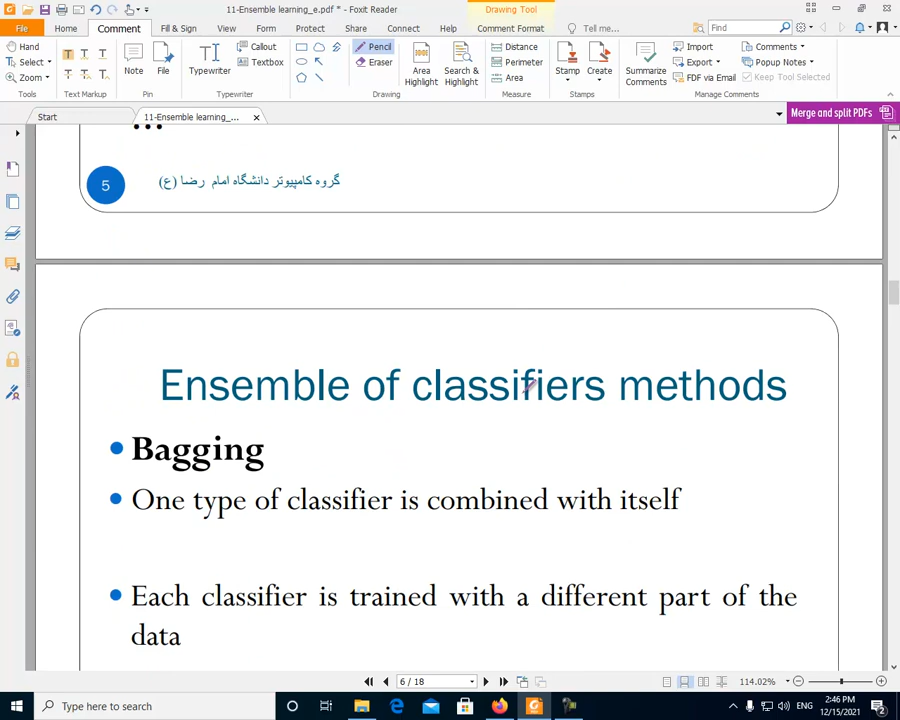 11-Ensemble learning_e.pdf * - Foxit Reader
Drawing Tool
File Home Comment Fill & Sign View Form Protect Share Connect Help Comment Format Tell me... Find
Hand
Select
Zoom
Tools
T T T
T T T
Text Markup
Note
File
Pin
Typewriter
Callout
Textbox
Typewriter
Pencil
Eraser
Area Highlight
Search & Highlight
Drawing
Distance
Perimeter
Area
Measure
Stamp
Create
Stamps
Summarize Comments
Import
Export
FDF via Email
Comments
Popup Notes
Keep Tool Selected
Manage Comments
Start
11-Ensemble learning_...
Merge and split PDFs
...
5
گروه کامپیوتر دانشگاه امام رضا (ع)
Ensemble of classifiers methods
• Bagging
• One type of classifier is combined with itself
• Each classifier is trained with a different part of the
data
6 / 18
114.02%
Type here to search
ENG
2:46 PM
12/15/2021
2